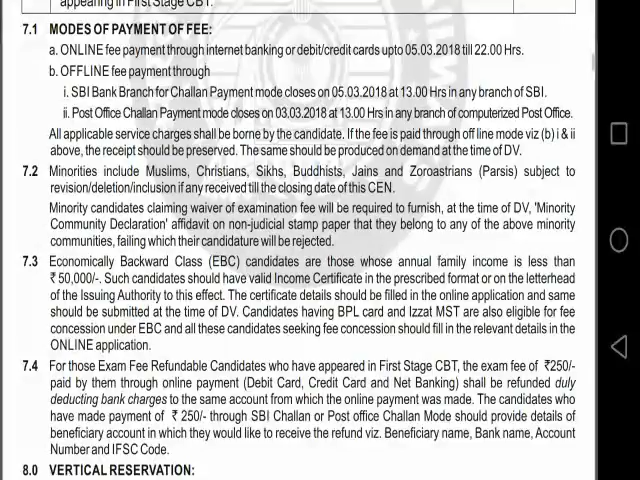 appearing in First Stage CBT.
7.1 MODES OF PAYMENT OF FEE:
a. ONLINE fee payment through internet banking or debit/credit cards upto 05.03.2018 till 22.00 Hrs.
b. OFFLINE fee payment through
i. SBI Bank Branch for Challan Payment mode closes on 05.03.2018 at 13.00 Hrs in any branch of SBI.
ii. Post Office Challan Payment mode closes on 03.03.2018 at 13.00 Hrs in any branch of computerized Post Office.
All applicable service charges shall be borne by the candidate. If the fee is paid through off line mode viz (b) i & ii
above, the receipt should be preserved. The same should be produced on demand at the time of DV.
7.2 Minorities include Muslims, Christians, Sikhs, Buddhists, Jains and Zoroastrians (Parsis) subject to
revision/deletion/inclusion if any received till the closing date of this CEN.
Minority candidates claiming waiver of examination fee will be required to furnish, at the time of DV, 'Minority
Community Declaration' affidavit on non-judicial stamp paper that they belong to any of the above minority
communities, failing which their candidature will be rejected.
7.3 Economically Backward Class (EBC) candidates are those whose annual family income is less than
₹ 50,000/-. Such candidates should have valid Income Certificate in the prescribed format or on the letterhead
of the Issuing Authority to this effect. The certificate details should be filled in the online application and same
should be submitted at the time of DV. Candidates having BPL card and Izzat MST are also eligible for fee
concession under EBC and all these candidates seeking fee concession should fill in the relevant details in the
ONLINE application.
7.4 For those Exam Fee Refundable Candidates who have appeared in First Stage CBT, the exam fee of ₹250/-
paid by them through online payment (Debit Card, Credit Card and Net Banking) shall be refunded duly
deducting bank charges to the same account from which the online payment was made. The candidates who
have made payment of ₹ 250/- through SBI Challan or Post office Challan Mode should provide details of
beneficiary account in which they would like to receive the refund viz. Beneficiary name, Bank name, Account
Number and IFSC Code.
8.0 VERTICAL RESERVATION: